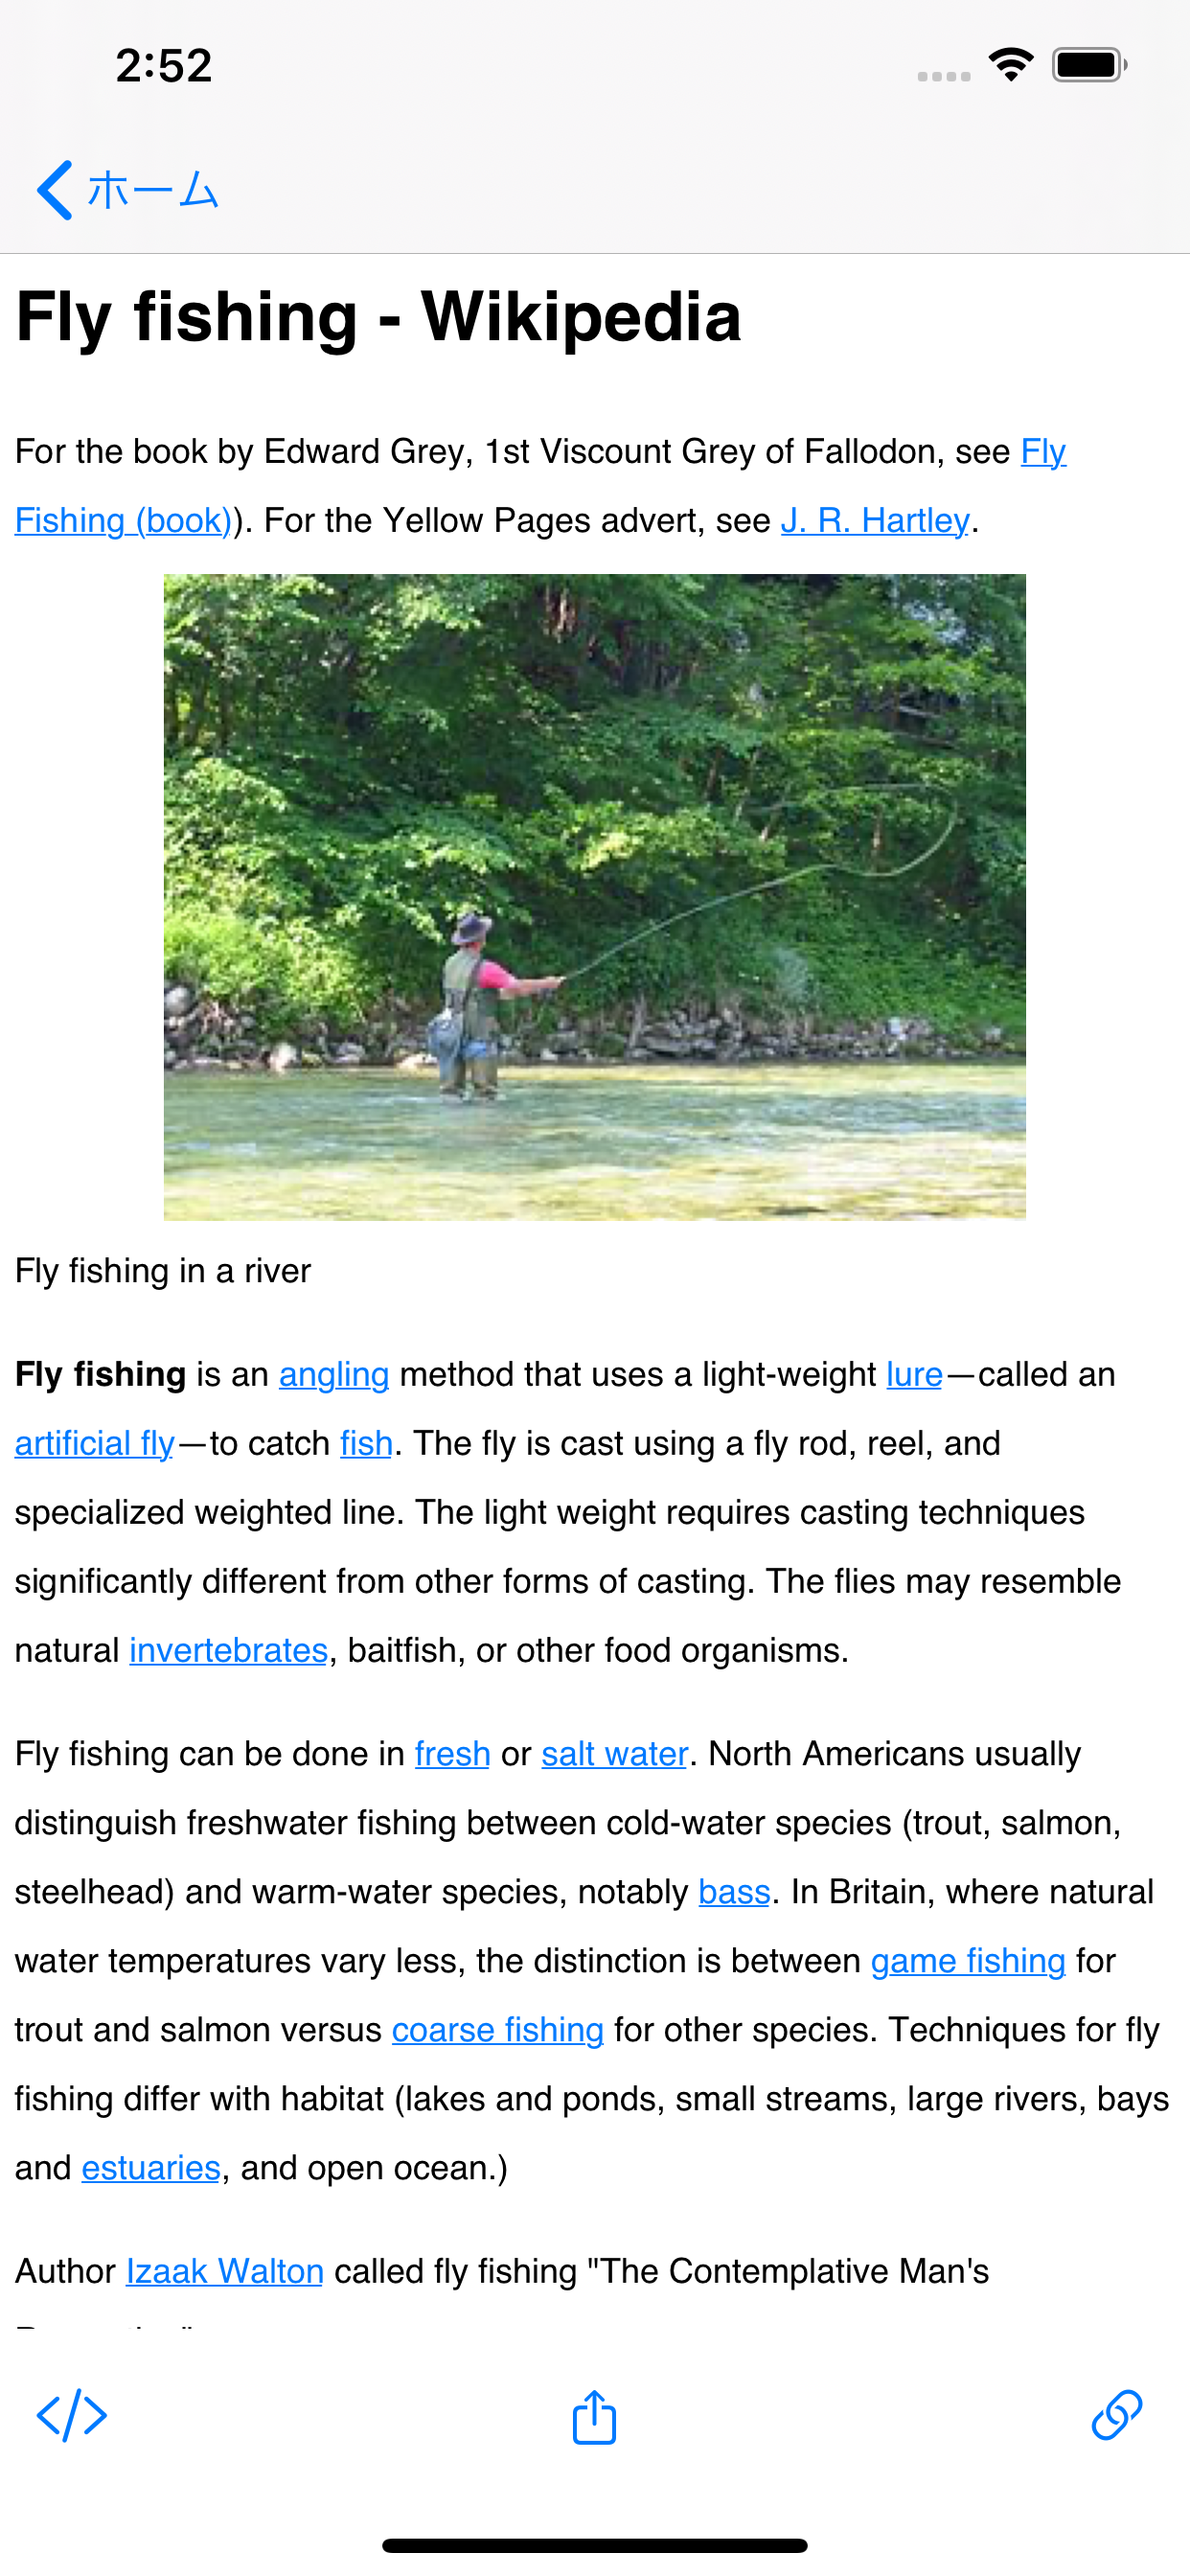 2:52
ホーム
Fly fishing - Wikipedia
For the book by Edward Grey, 1st Viscount Grey of Fallodon, see Fly
Fishing (book)). For the Yellow Pages advert, see J. R. Hartley.
Fly fishing in a river
Fly fishing is an angling method that uses a light-weight lure—called an
artificial fly—to catch fish. The fly is cast using a fly rod, reel, and
specialized weighted line. The light weight requires casting techniques
significantly different from other forms of casting. The flies may resemble
natural invertebrates, baitfish, or other food organisms.
Fly fishing can be done in fresh or salt water. North Americans usually
distinguish freshwater fishing between cold-water species (trout, salmon,
steelhead) and warm-water species, notably bass. In Britain, where natural
water temperatures vary less, the distinction is between game fishing for
trout and salmon versus coarse fishing for other species. Techniques for fly
fishing differ with habitat (lakes and ponds, small streams, large rivers, bays
and estuaries, and open ocean.)
Author Izaak Walton called fly fishing "The Contemplative Man's